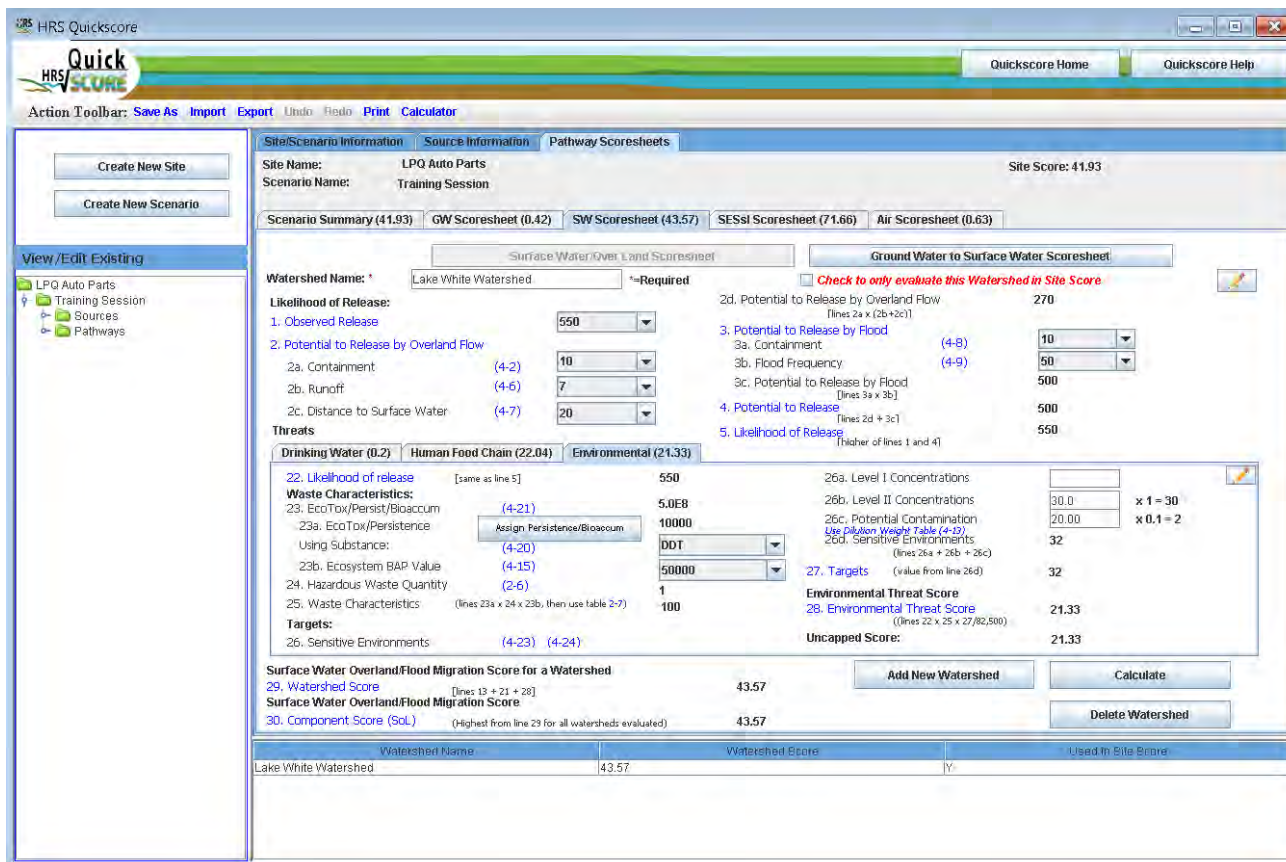 HRS Quickscore
Quick
HRS SCORE
Quickscore Home Quickscore Help
Action Toolbar: Save As Import Export Undo Redo Print Calculator
Create New Site
Create New Scenario
View/Edit Existing
LPQ Auto Parts
Training Session
Sources
Pathways
Site/Scenario Information Source Information Pathway Scoresheets
Site Name: LPQ Auto Parts Site Score: 41.93
Scenario Name: Training Session
Scenario Summary (41.93) GW Scoresheet (0.42) SW Scoresheet (43.57) SESSI Scoresheet (71.66) Air Scoresheet (0.63)
Surface Water/Over Land Scoresheet Ground Water to Surface Water Scoresheet
Watershed Name: * Lake White Watershed *=Required Check to only evaluate this Watershed in Site Score
Likelihood of Release:
1. Observed Release 550
2. Potential to Release by Overland Flow
2a. Containment (4-2) 10
2b. Runoff (4-6) 7
2c. Distance to Surface Water (4-7) 20
2d. Potential to Release by Overland Flow 270
[lines 2a x (2b+2c)]
3. Potential to Release by Flood
3a. Containment (4-8) 10
3b. Flood Frequency (4-9) 50
3c. Potential to Release by Flood 500
[lines 3a x 3b]
4. Potential to Release 500
[lines 2d + 3c]
5. Likelihood of Release 550
[higher of lines 1 and 4]
Threats
Drinking Water (0.2) Human Food Chain (22.04) Environmental (21.33)
22. Likelihood of release [same as line 5] 550
Waste Characteristics:
23. EcoTox/Persist/Bioaccum (4-21) 5.0E8
23a. EcoTox/Persistence Assign Persistence/Bioaccum 10000
Using Substance: (4-20) DDT
23b. Ecosystem BAP Value (4-15) 50000
24. Hazardous Waste Quantity (2-6) 1
25. Waste Characteristics (lines 23a x 24 x 23b, then use table 2-7) 100
Targets:
26. Sensitive Environments (4-23) (4-24)
26a. Level I Concentrations
26b. Level II Concentrations 30.0 x 1 = 30
26c. Potential Contamination 20.00 x 0.1 = 2
Use Dilution Weight Table (4-13)
26d. Sensitive Environments 32
(lines 26a + 26b + 26c)
27. Targets (value from line 26d) 32
Environmental Threat Score
28. Environmental Threat Score 21.33
((lines 22 x 25 x 27/82,500)
Uncapped Score: 21.33
Surface Water Overland/Flood Migration Score for a Watershed
29. Watershed Score [lines 13 + 21 + 28] 43.57
Surface Water Overland/Flood Migration Score
30. Component Score (SoL) (Highest from line 29 for all watersheds evaluated) 43.57
Add New Watershed Calculate
Delete Watershed
Watershed Name Watershed Score Used In Site Score
Lake White Watershed 43.57 Y